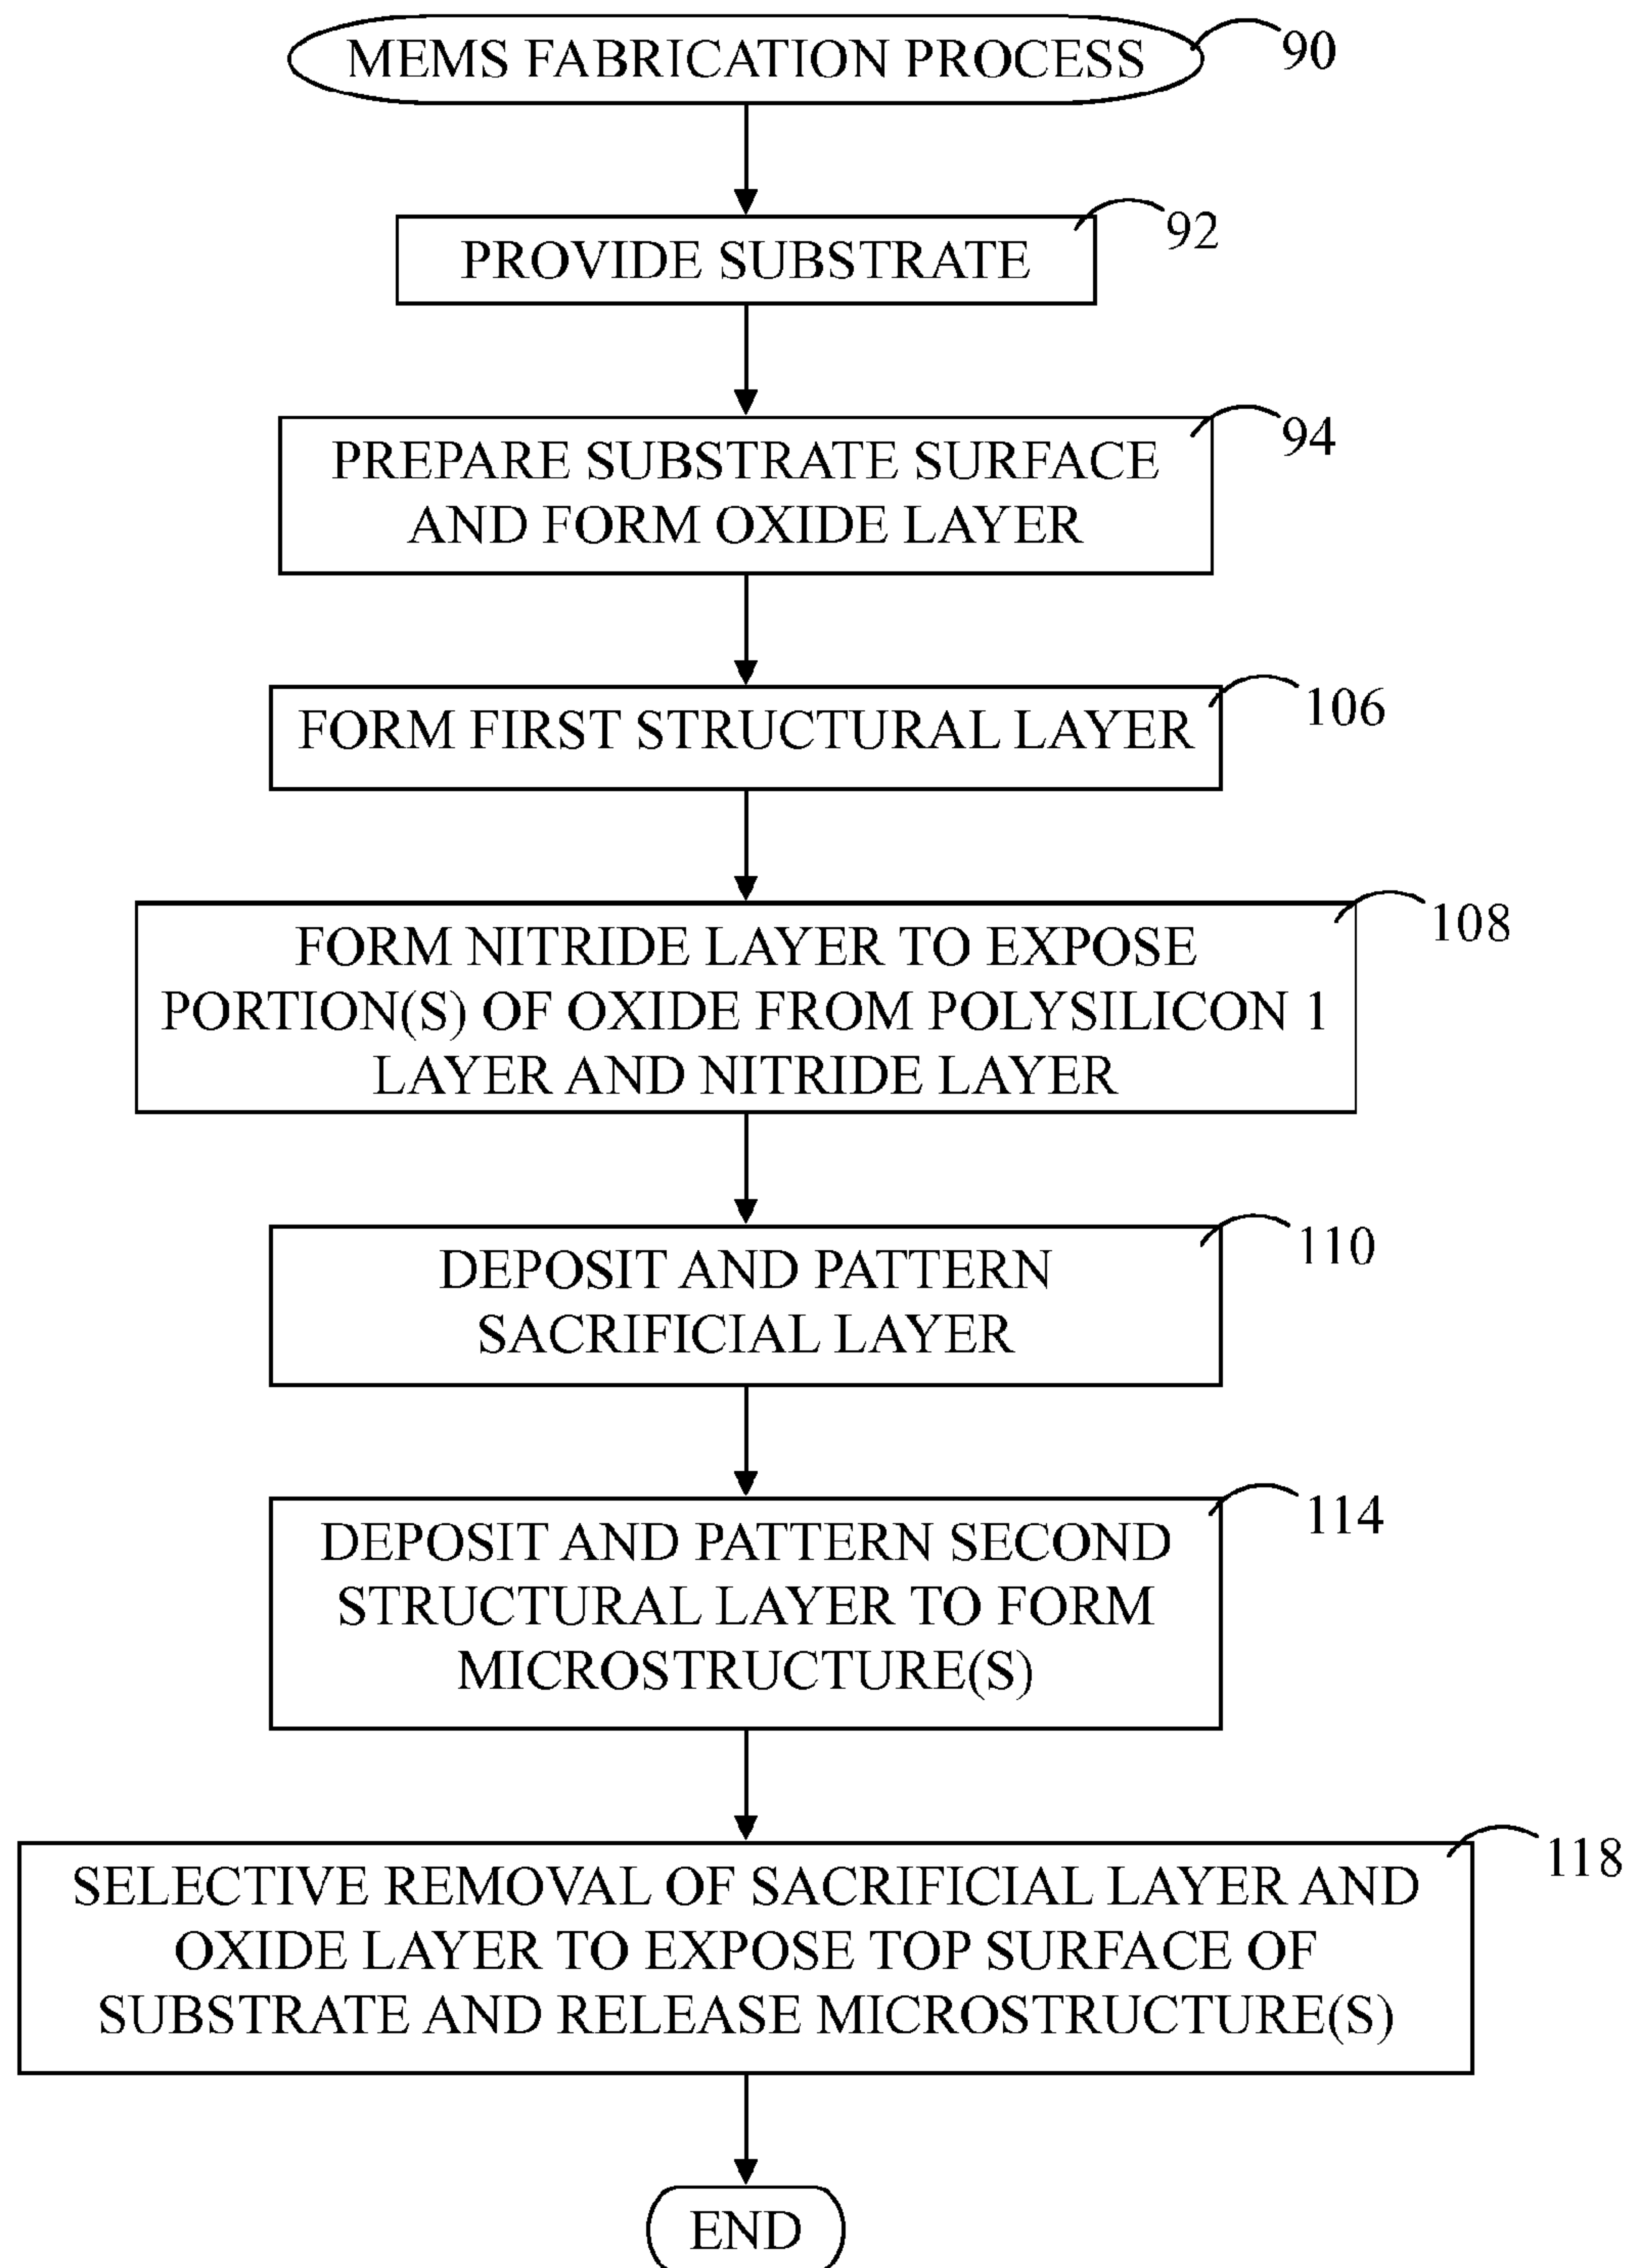 MEMS FABRICATION PROCESS
90
PROVIDE SUBSTRATE
92
PREPARE SUBSTRATE SURFACE
AND FORM OXIDE LAYER
94
FORM FIRST STRUCTURAL LAYER
106
FORM NITRIDE LAYER TO EXPOSE
PORTION(S) OF OXIDE FROM POLYSILICON 1
LAYER AND NITRIDE LAYER
108
DEPOSIT AND PATTERN
SACRIFICIAL LAYER
110
DEPOSIT AND PATTERN SECOND
STRUCTURAL LAYER TO FORM
MICROSTRUCTURE(S)
114
SELECTIVE REMOVAL OF SACRIFICIAL LAYER AND
OXIDE LAYER TO EXPOSE TOP SURFACE OF
SUBSTRATE AND RELEASE MICROSTRUCTURE(S)
118
END